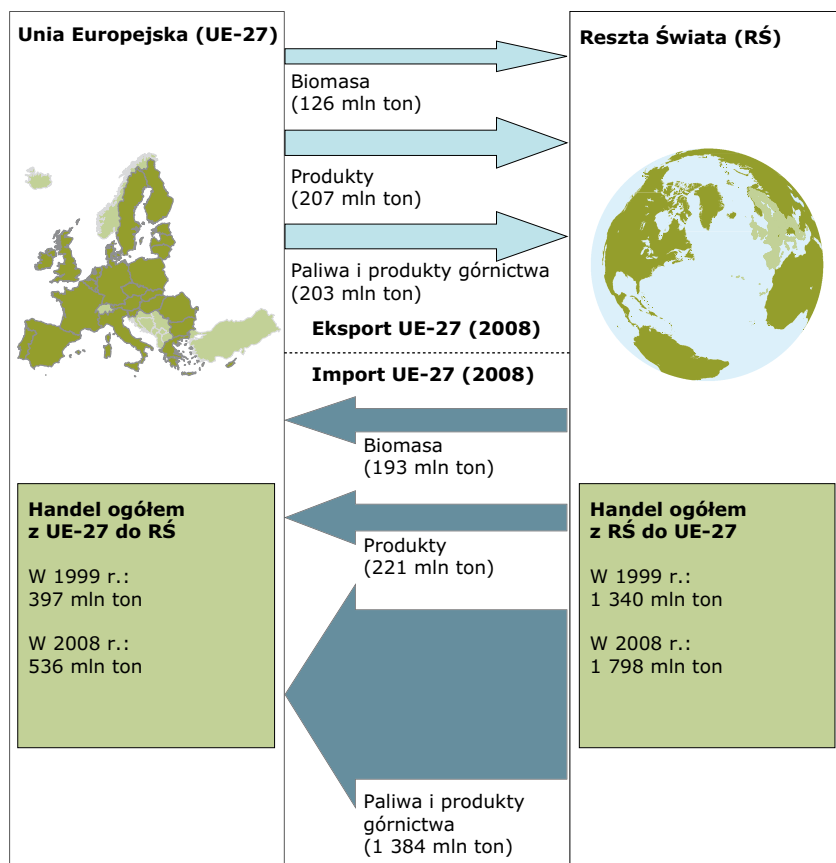 Unia Europejska (UE-27)
Reszta Świata (RŚ)
Biomasa
(126 mln ton)
Produkty
(207 mln ton)
Paliwa i produkty górnictwa
(203 mln ton)
Eksport UE-27 (2008)
Import UE-27 (2008)
Biomasa
(193 mln ton)
Produkty
(221 mln ton)
Paliwa i produkty
górnictwa
(1 384 mln ton)
Handel ogółem
z UE-27 do RŚ
W 1999 r.:
397 mln ton
W 2008 r.:
536 mln ton
Handel ogółem
z RŚ do UE-27
W 1999 r.:
1 340 mln ton
W 2008 r.:
1 798 mln ton